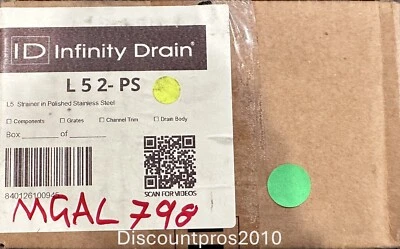 ID Infinity Drain®
L 5 2- PS
L5 Strainer in Polished Stainless Steel
Components Grates Channel Trim Drain Body
Box of
SCAN FOR VIDEOS
MGAL 798
Discountpros2010